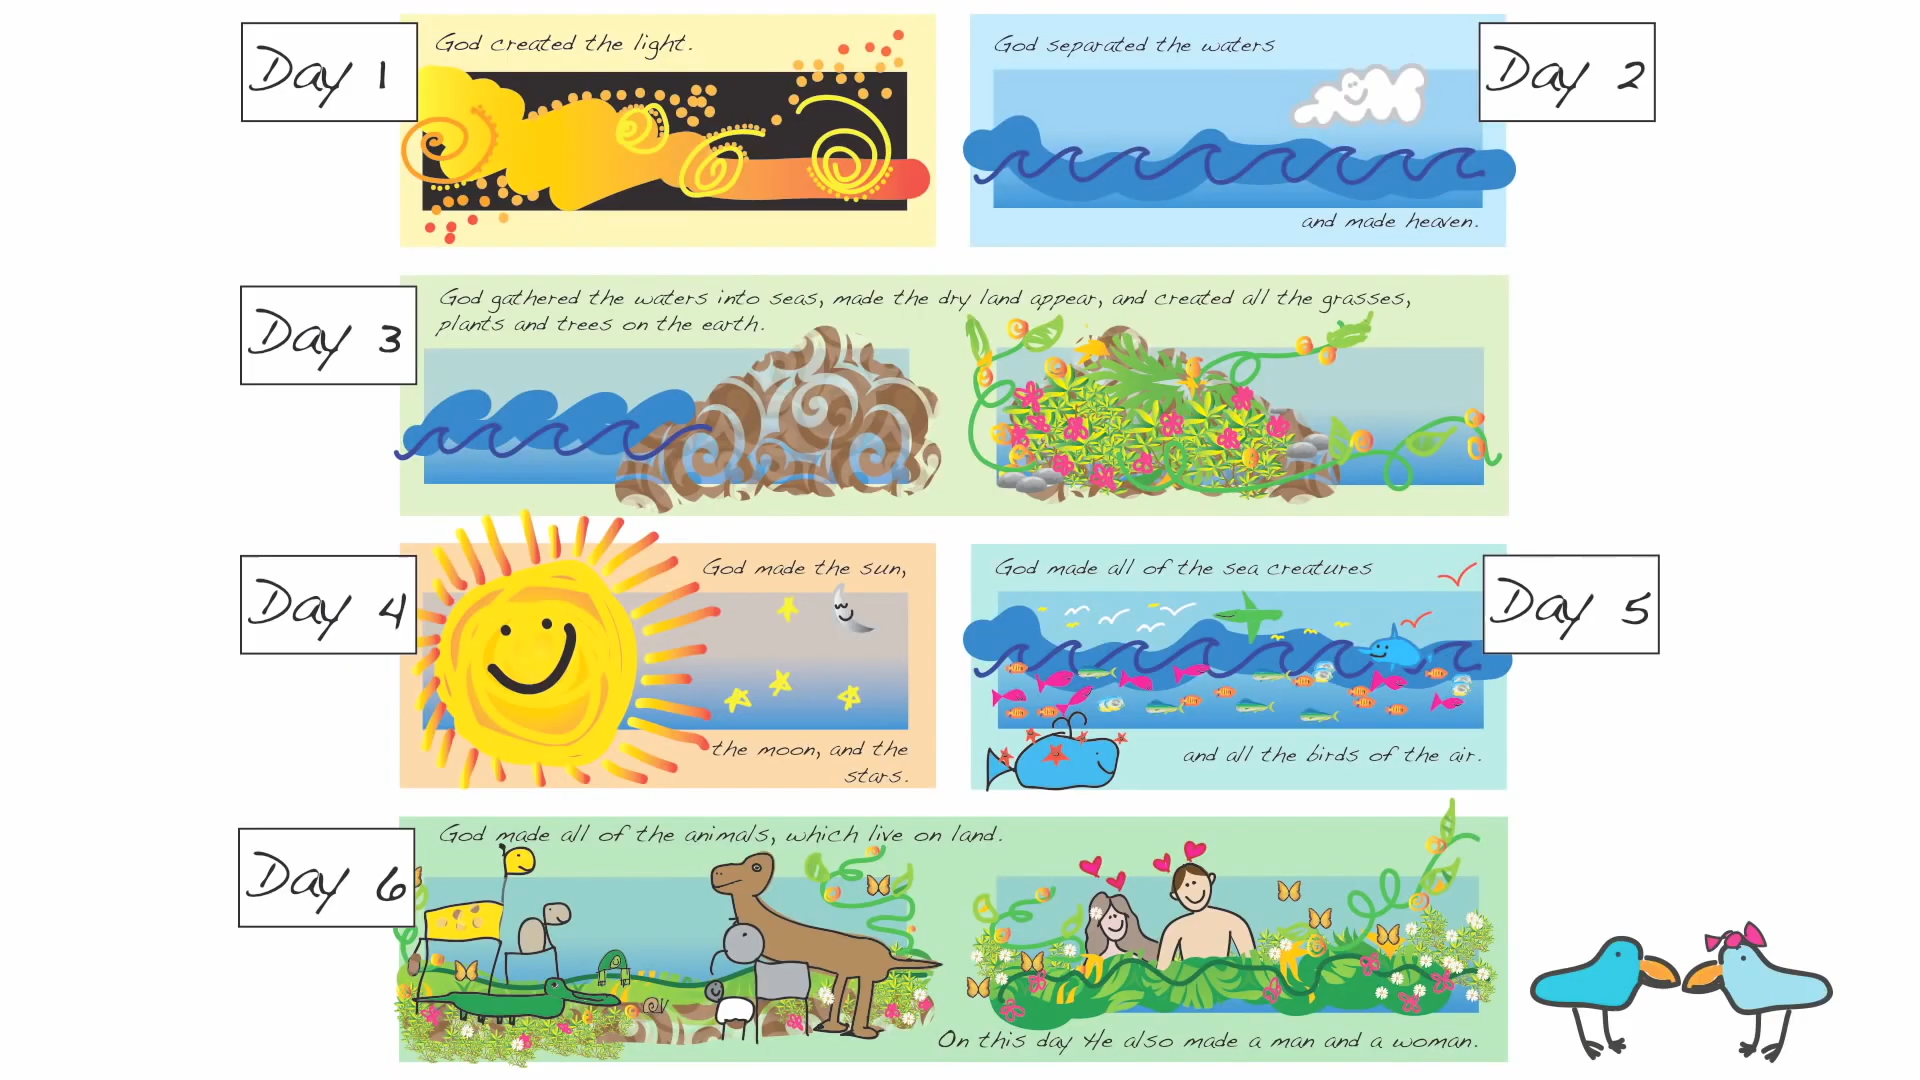 Day 1
God created the light.
Day 2
God separated the waters
and made heaven.
Day 3
God gathered the waters into seas, made the dry land appear, and created all the grasses,
plants and trees on the earth.
Day 4
God made the sun,
the moon, and the
stars.
Day 5
God made all of the sea creatures
and all the birds of the air.
Day 6
God made all of the animals, which live on land.
On this day He also made a man and a woman.